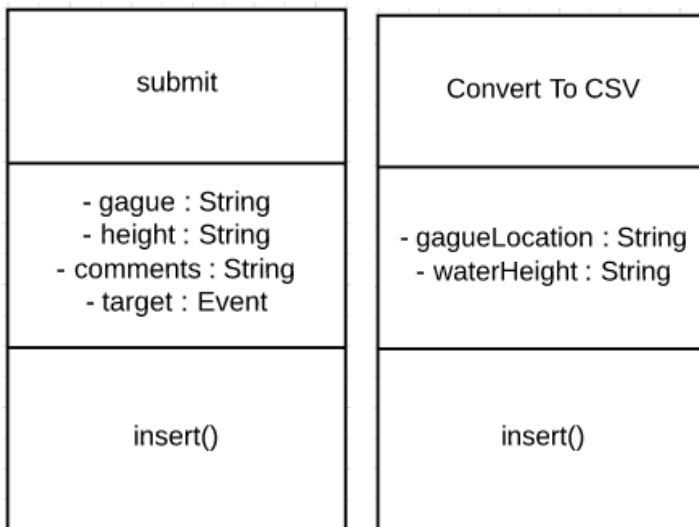 submit
- gague : String
- height : String
- comments : String
- target : Event
insert()
Convert To CSV
- gagueLocation : String
- waterHeight : String
insert()